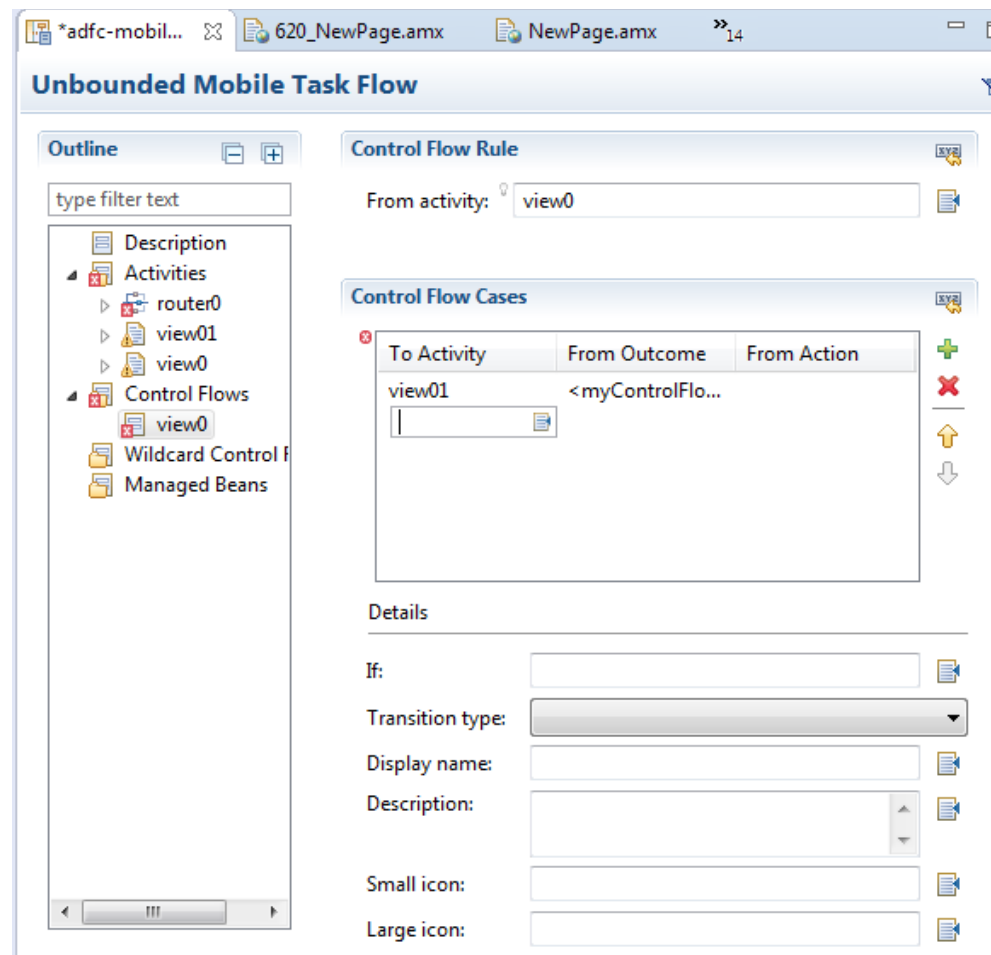 *adfc-mobil... 620_NewPage.amx NewPage.amx »14
Unbounded Mobile Task Flow
Outline
type filter text
Description
Activities
router0
view01
view0
Control Flows
view0
Wildcard Control F
Managed Beans
Control Flow Rule
From activity: view0
Control Flow Cases
To Activity From Outcome From Action
view01 <myControlFlo...
Details
If:
Transition type:
Display name:
Description:
Small icon:
Large icon: